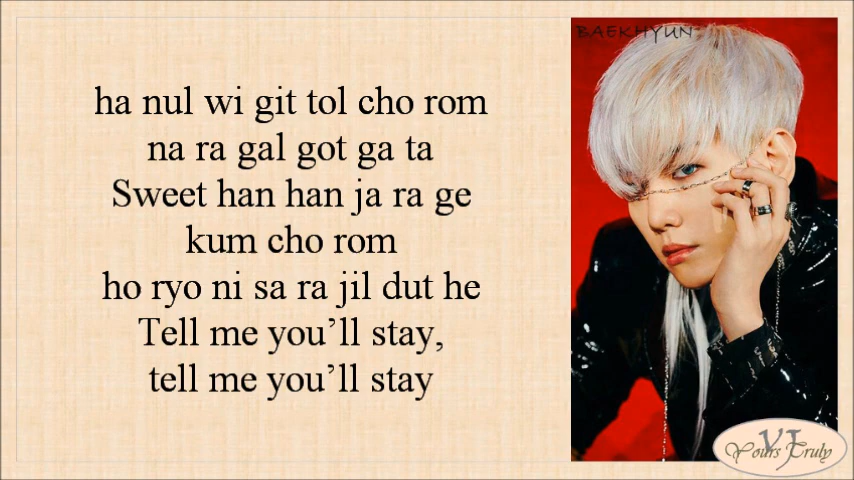 ha nul wi git tol cho rom
na ra gal got ga ta
Sweet han han ja ra ge
kum cho rom
ho ryo ni sa ra jil dut he
Tell me you’ll stay,
tell me you’ll stay
BAEKHYUN
YJ
Yours Truly